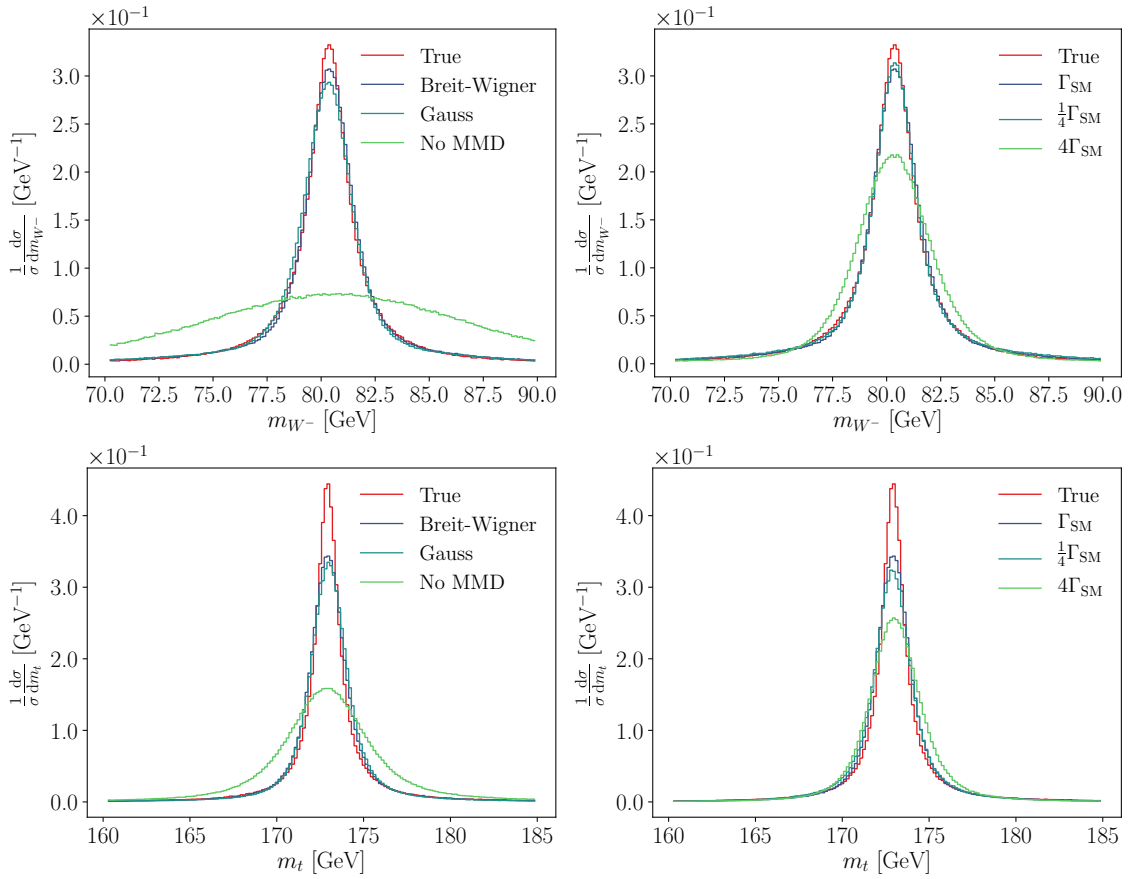 ×10⁻¹
True
Breit-Wigner
Gauss
No MMD
3.0
2.5
2.0
1.5
1.0
0.5
0.0
1/σ dσ/dm_{W⁻} [GeV⁻¹]
70.0 72.5 75.0 77.5 80.0 82.5 85.0 87.5 90.0
m_{W⁻} [GeV]
×10⁻¹
True
Γ_SM
¼Γ_SM
4Γ_SM
3.0
2.5
2.0
1.5
1.0
0.5
0.0
1/σ dσ/dm_{W⁻} [GeV⁻¹]
70.0 72.5 75.0 77.5 80.0 82.5 85.0 87.5 90.0
m_{W⁻} [GeV]
×10⁻¹
True
Breit-Wigner
Gauss
No MMD
4.0
3.0
2.0
1.0
0.0
1/σ dσ/dm_t [GeV⁻¹]
160 165 170 175 180 185
m_t [GeV]
×10⁻¹
True
Γ_SM
¼Γ_SM
4Γ_SM
4.0
3.0
2.0
1.0
0.0
1/σ dσ/dm_t [GeV⁻¹]
160 165 170 175 180 185
m_t [GeV]